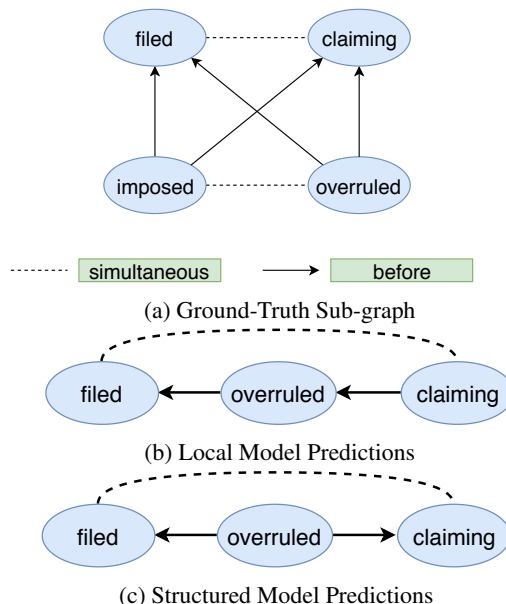 filed claiming
imposed overruled
simultaneous before
(a) Ground-Truth Sub-graph
filed overruled claiming
(b) Local Model Predictions
filed overruled claiming
(c) Structured Model Predictions